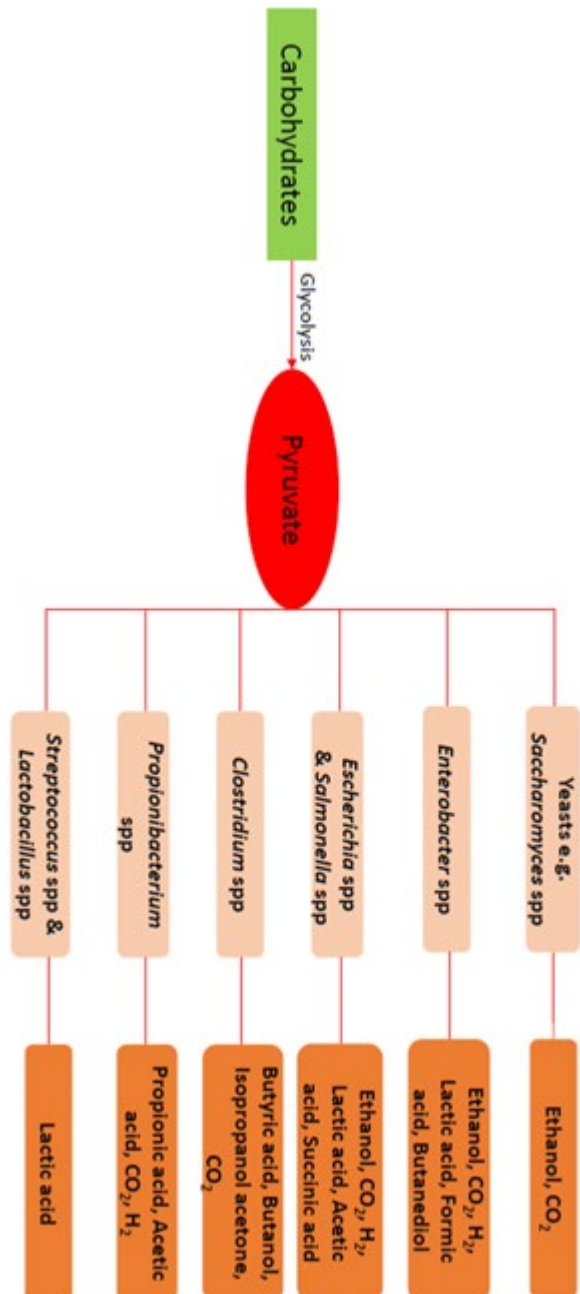 Carbohydrates
Glycolysis
Pyruvate
Yeasts e.g.
Saccharomyces spp
Ethanol, CO₂
Enterobacter spp
Ethanol, CO₂, H₂,
Lactic acid, Formic
acid, Butanediol
Escherichia spp
& Salmonella spp
Ethanol, CO₂, H₂,
Lactic acid, Acetic
acid, Succinic acid
Clostridium spp
Butyric acid, Butanol,
Isopropanol acetone,
CO₂
Propionibacterium
spp
Propionic acid, Acetic
acid, CO₂, H₂
Streptococcus spp &
Lactobacillus spp
Lactic acid